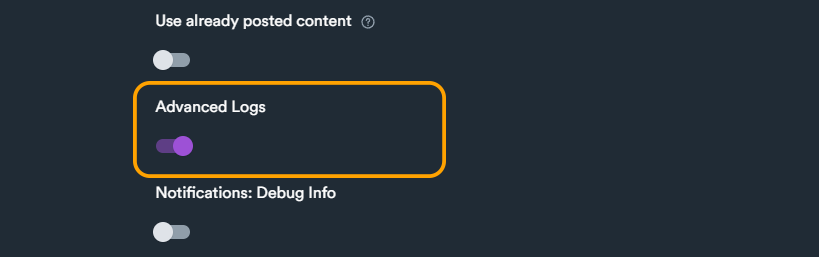 Use already posted content ?
Advanced Logs
Notifications: Debug Info